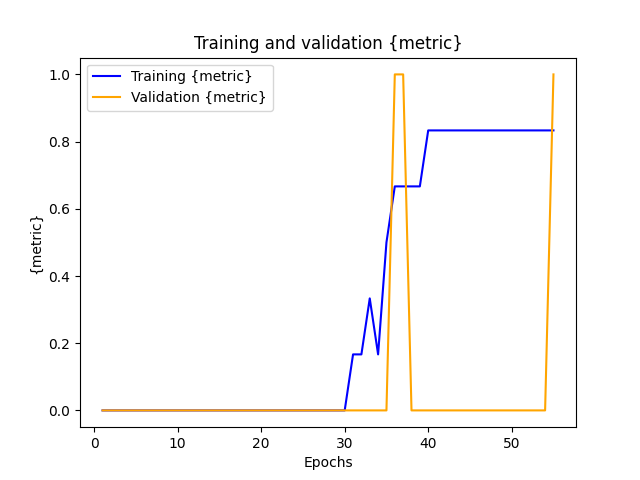 Training and validation {metric}
Training {metric}
Validation {metric}
{metric}
1.0
0.8
0.6
0.4
0.2
0.0
0
10
20
30
40
50
Epochs